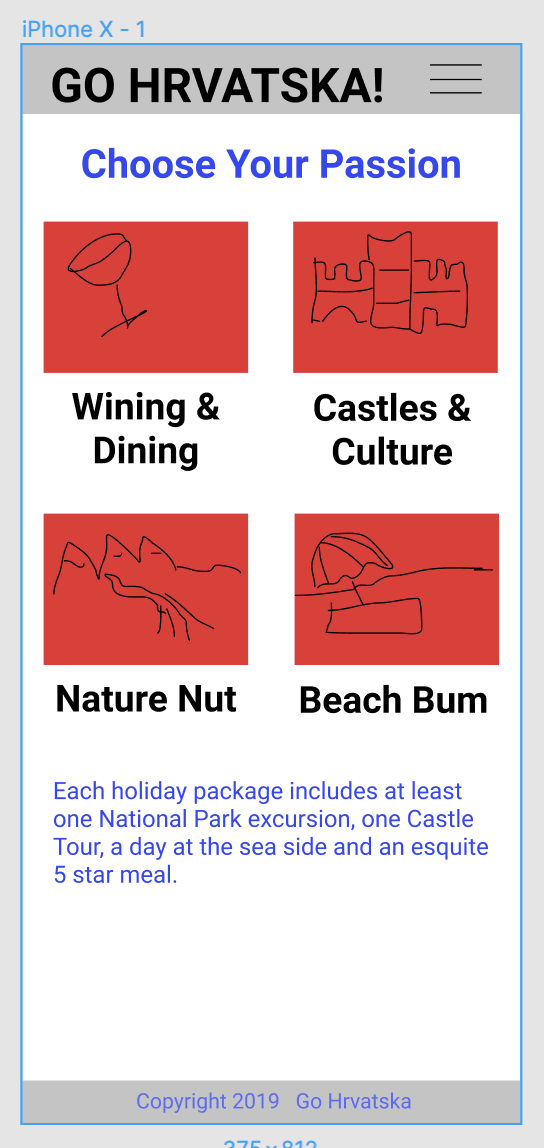 iPhone X - 1
GO HRVATSKA!
Choose Your Passion
Wining &
Dining
Castles &
Culture
Nature Nut
Beach Bum
Each holiday package includes at least
one National Park excursion, one Castle
Tour, a day at the sea side and an esquite
5 star meal.
Copyright 2019 Go Hrvatska
375 x 812